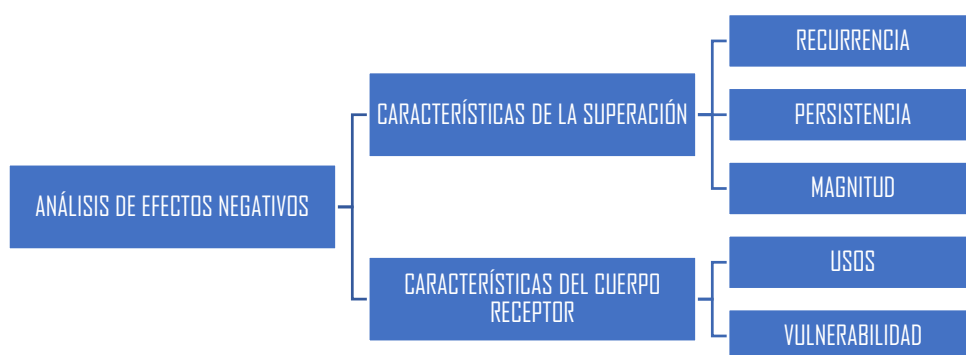 ANÁLISIS DE EFECTOS NEGATIVOS
CARACTERÍSTICAS DE LA SUPERACIÓN
RECURRENCIA
PERSISTENCIA
MAGNITUD
CARACTERÍSTICAS DEL CUERPO
RECEPTOR
USOS
VULNERABILIDAD